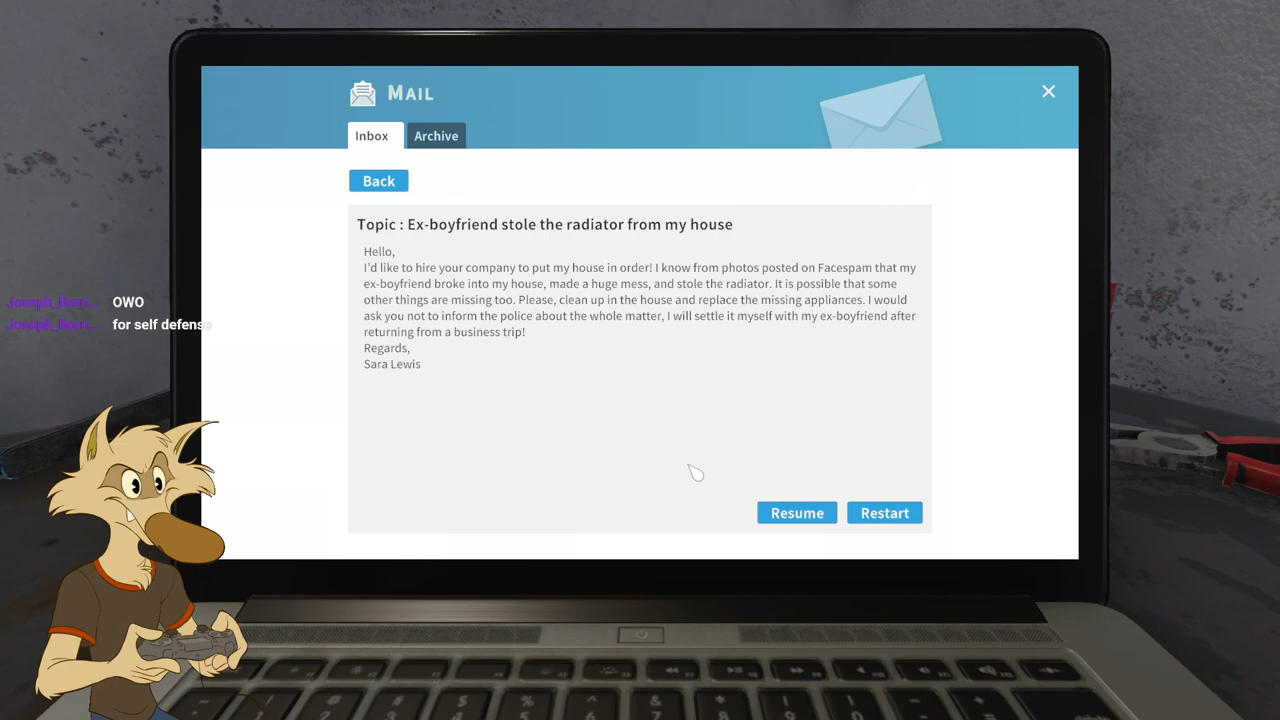 MAIL
Inbox
Archive
Back
Topic : Ex-boyfriend stole the radiator from my house
Hello,
I'd like to hire your company to put my house in order! I know from photos posted on Facespam that my
ex-boyfriend broke into my house, made a huge mess, and stole the radiator. It is possible that some
other things are missing too. Please, clean up in the house and replace the missing appliances. I would
ask you not to inform the police about the whole matter, I will settle it myself with my ex-boyfriend after
returning from a business trip!
Regards,
Sara Lewis
OWO
for self defense
Resume
Restart